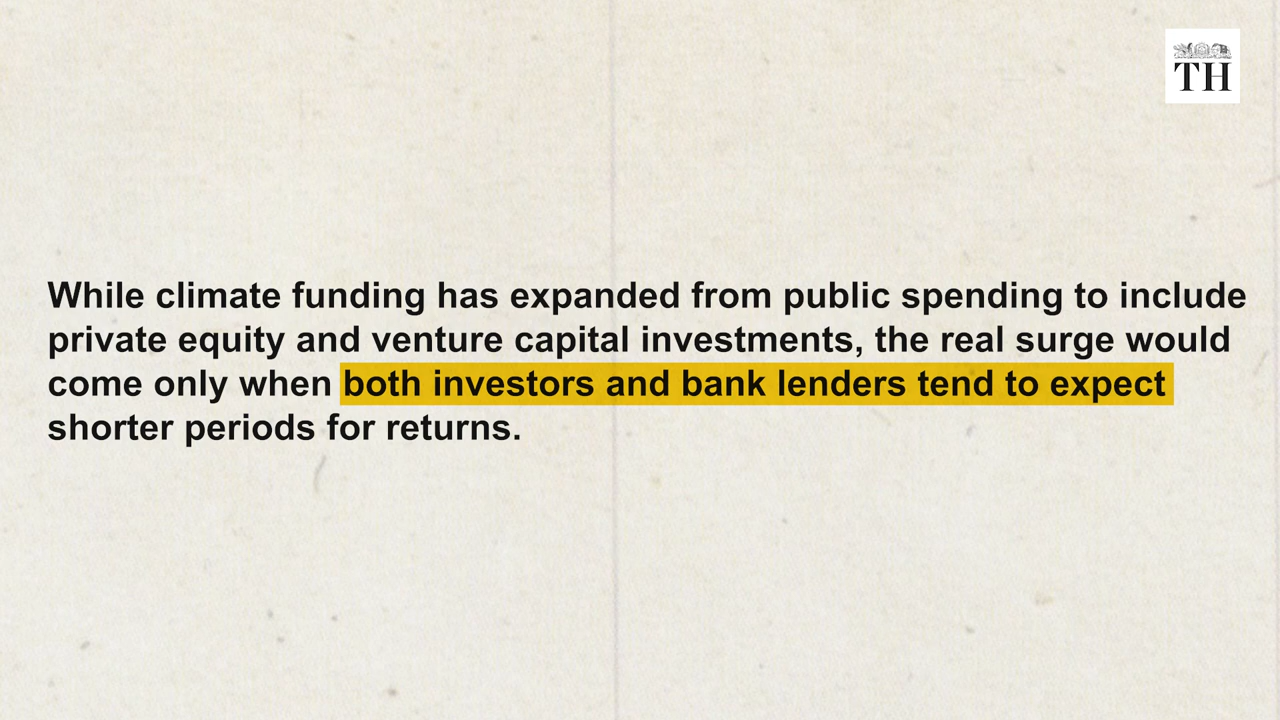 TH
While climate funding has expanded from public spending to include
private equity and venture capital investments, the real surge would
come only when both investors and bank lenders tend to expect
shorter periods for returns.